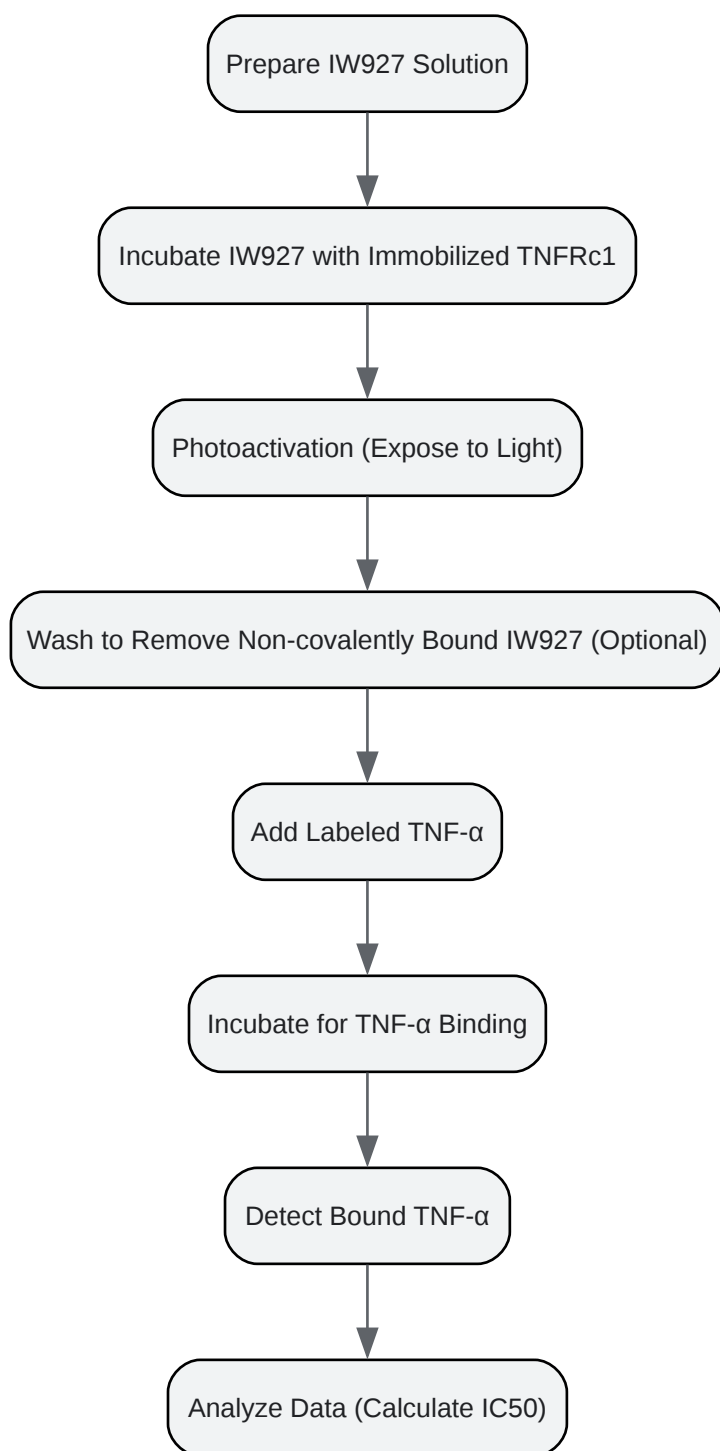 Prepare IW927 Solution
Incubate IW927 with Immobilized TNFRc1
Photoactivation (Expose to Light)
Wash to Remove Non-covalently Bound IW927 (Optional)
Add Labeled TNF-α
Incubate for TNF-α Binding
Detect Bound TNF-α
Analyze Data (Calculate IC50)